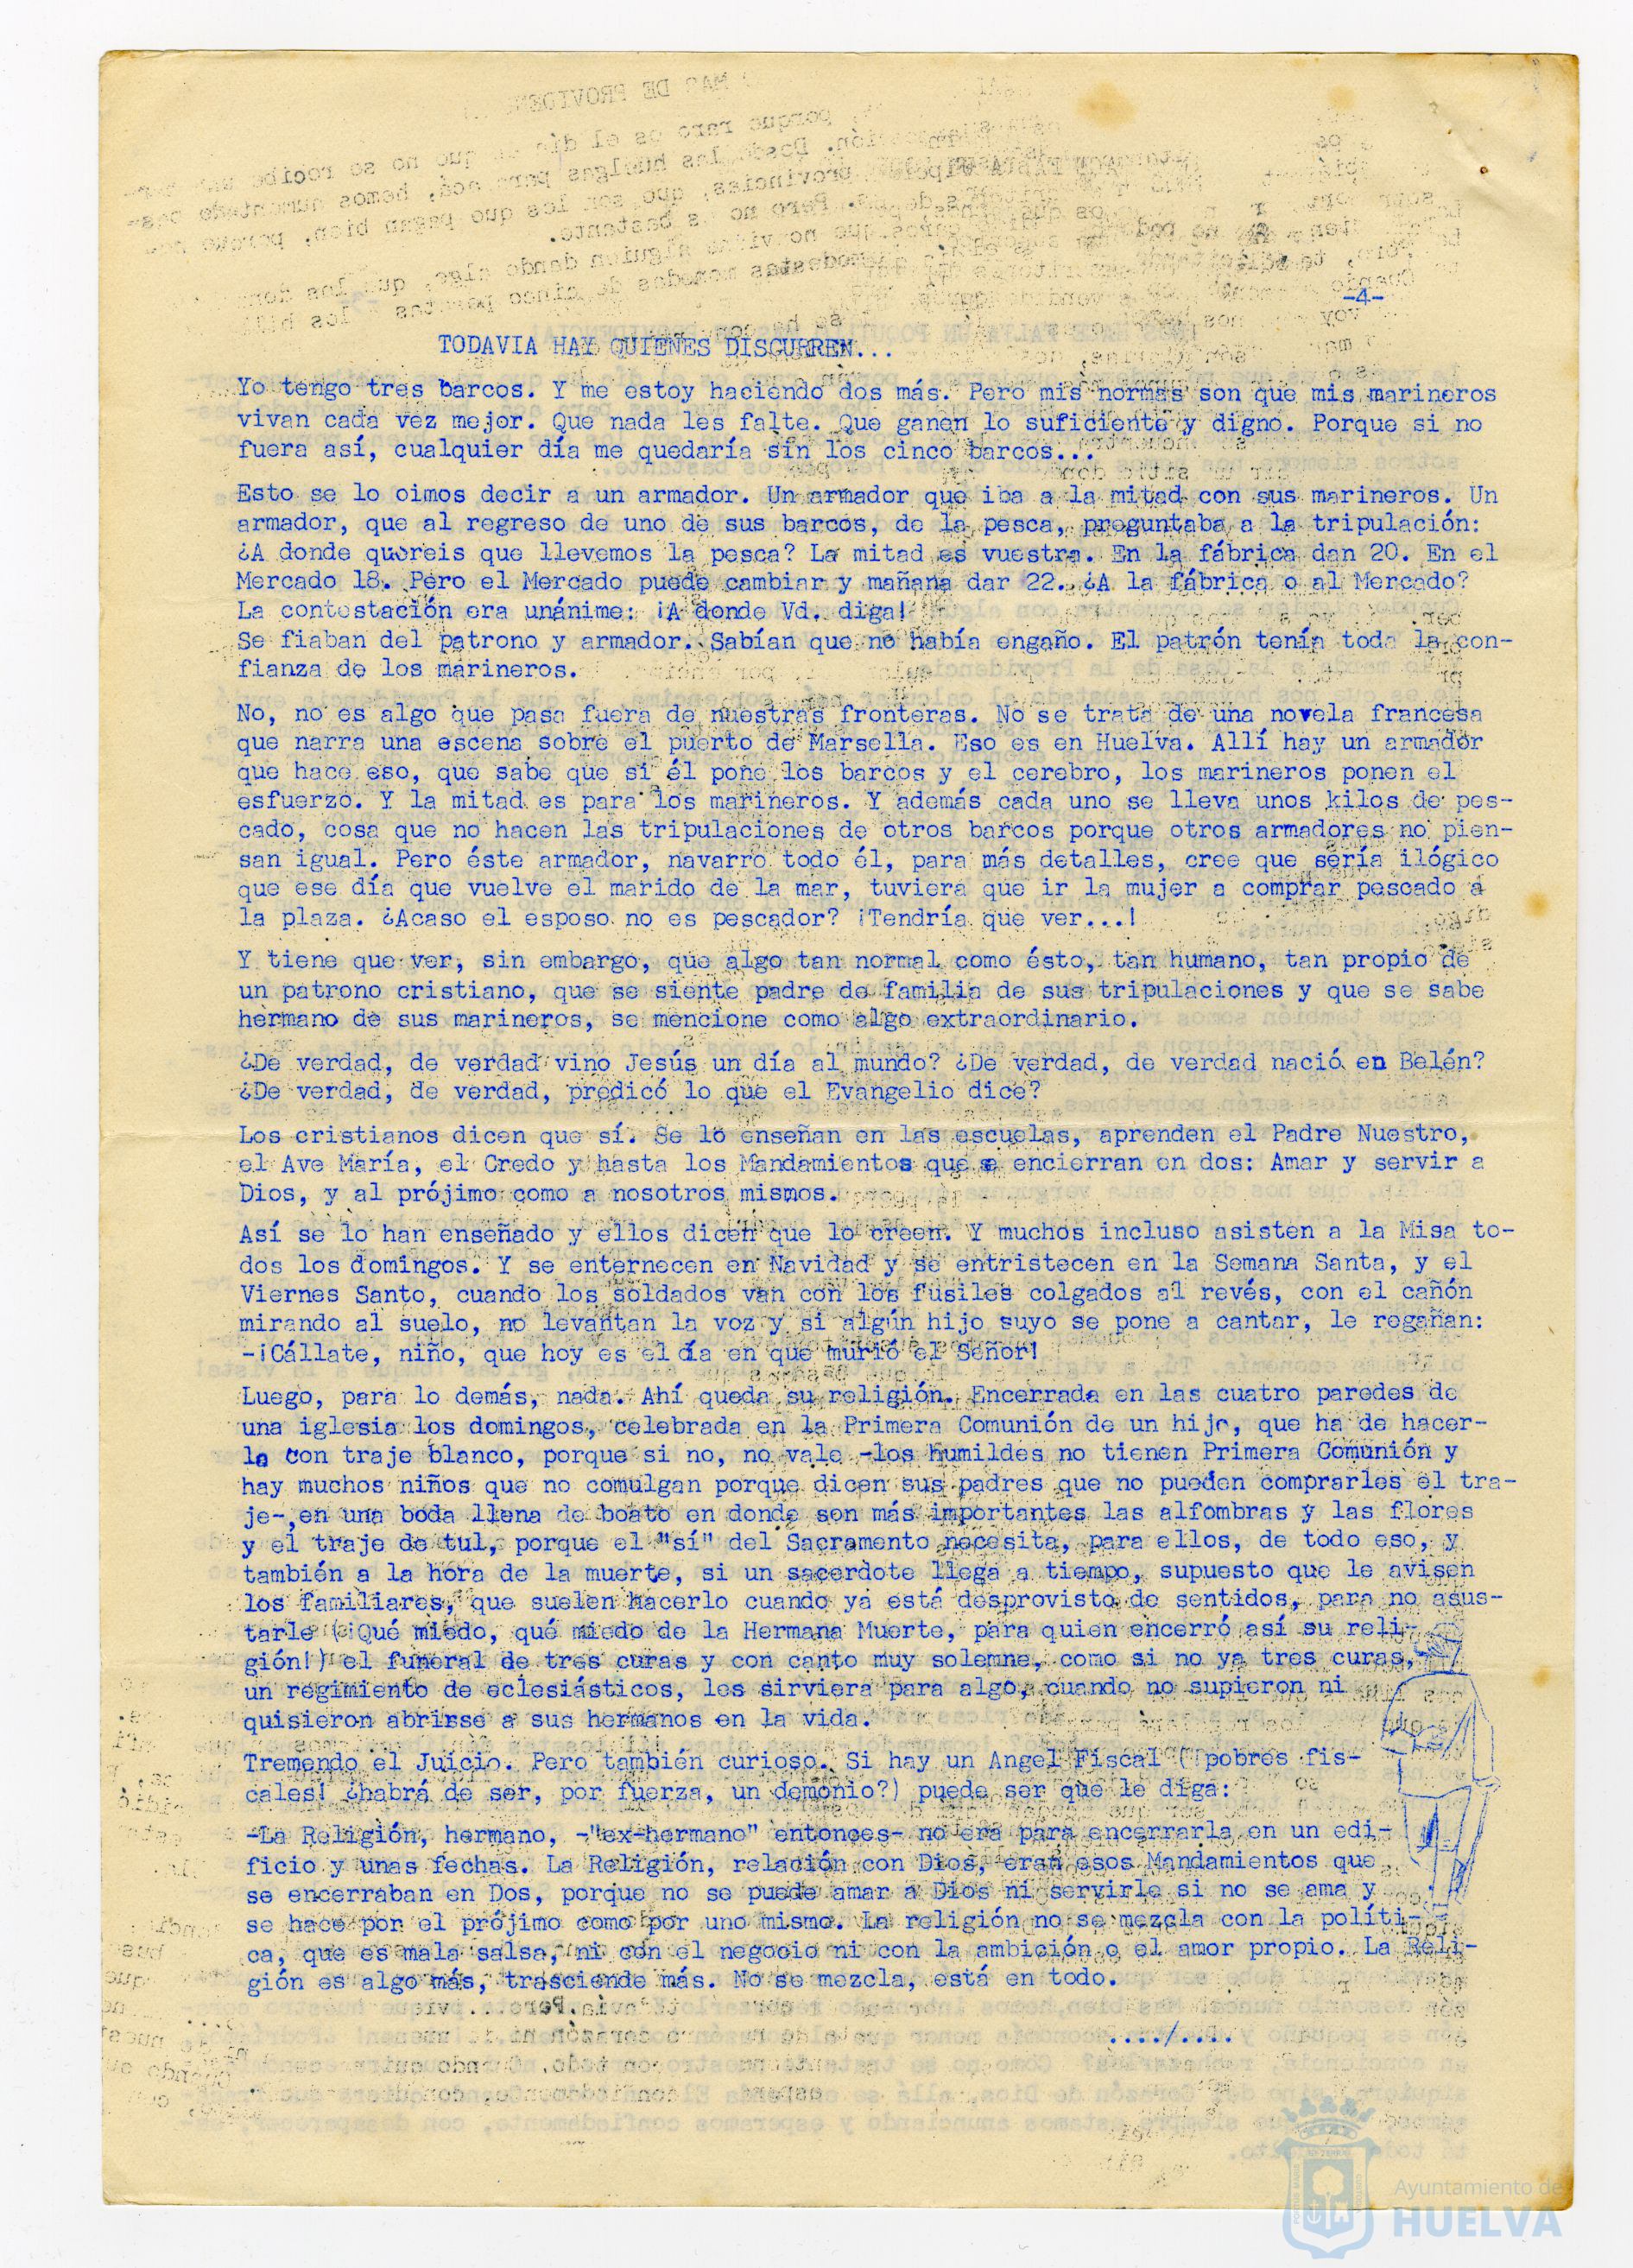 -4-
TODAVIA HAY QUIENES DISCURREN...
Yo tengo tres barcos. Y me estoy haciendo dos más. Pero mis normas son que mis marineros
vivan cada vez mejor. Que nada les falte. Que ganen lo suficiente y digno. Porque si no
fuera así, cualquier día me quedaría sin los cinco barcos...
Esto se lo oimos decir a un armador. Un armador que iba a la mitad con sus marineros. Un
armador, que al regreso de uno de sus barcos, de la pesca, preguntaba a la tripulación:
¿A donde quereis que llevemos la pesca? La mitad es vuestra. En la fábrica dan 20. En el
Mercado 18. Pero el Mercado puede cambiar y mañana dar 22. ¿A la fábrica o al Mercado?
La contestación era unánime: ¡A donde Vd. diga!
Se fiaban del patrono y armador. Sabían que no había engaño. El patrón tenía toda la con-
fianza de los marineros.
No, no es algo que pasa fuera de nuestras fronteras. No se trata de una novela francesa
que narra una escena sobre el puerto de Marsella. Eso es en Huelva. Allí hay un armador
que hace eso, que sabe que si él pone los barcos y el cerebro, los marineros ponen el
esfuerzo. Y la mitad es para los marineros. Y además cada uno se lleva unos kilos de pes-
cado, cosa que no hacen las tripulaciones de otros barcos porque otros armadores no pien-
san igual. Pero éste armador, navarro todo él, para más detalles, cree que sería ilógico
que ese día que vuelve el marido de la mar, tuviera que ir la mujer a comprar pescado a
la plaza. ¿Acaso el esposo no es pescador? ¡Tendría que ver...!
Y tiene que ver, sin embargo, que algo tan normal como ésto, tan humano, tan propio de
un patrono cristiano, que se siente padre de familia de sus tripulaciones y que se sabe
hermano de sus marineros, se mencione como algo extraordinario.
¿De verdad, de verdad vino Jesús un día al mundo? ¿De verdad, de verdad nació en Belén?
¿De verdad, de verdad, predicó lo que el Evangelio dice?
Los cristianos dicen que sí. Se lo enseñan en las escuelas, aprenden el Padre Nuestro,
el Ave María, el Credo y hasta los Mandamientos que se encierran en dos: Amar y servir a
Dios, y al prójimo como a nosotros mismos.
Así se lo han enseñado y ellos dicen que lo creen. Y muchos incluso asisten a la Misa to-
dos los domingos. Y se enternecen en Navidad y se entristecen en la Semana Santa, y el
Viernes Santo, cuando los soldados van con los fusiles colgados al revés, con el cañón
mirando al suelo, no levantan la voz y si algún hijo suyo se pone a cantar, le regañan:
-¡Cállate, niño, que hoy es el día en que murió el Señor!
Luego, para lo demás, nada. Ahí queda su religión. Encerrada en las cuatro paredes de
una iglesia los domingos, celebrada en la Primera Comunión de un hijo, que ha de hacer-
la con traje blanco, porque si no, no vale -los humildes no tienen Primera Comunión y
hay muchos niños que no comulgan porque dicen sus padres que no pueden comprarles el tra-
je-, en una boda llena de boato en donde son más importantes las alfombras y las flores
y el traje de tul, porque el "sí" del Sacramento necesita, para ellos, de todo eso, y
también a la hora de la muerte, si un sacerdote llega a tiempo, supuesto que le avisen
los familiares, que suelen hacerlo cuando ya está desprovisto de sentidos, para no asus-
tarle (¡Qué miedo, qué miedo de la Hermana Muerte, para quien encerró así su reli-
gión!) el funeral de tres curas y con canto muy solemne, como si no ya tres curas,
un regimiento de eclesiásticos, les sirviera para algo, cuando no supieron ni
quisieron abrirse a sus hermanos en la vida.
Tremendo el Juicio. Pero también curioso. Si hay un Angel Fiscal (¡pobres fis-
cales! ¿habrá de ser, por fuerza, un demonio?) puede ser que le diga:
-La Religión, hermano, -"ex-hermano" entonces- no era para encerrarla en un edi-
ficio y unas fechas. La Religión, relación con Dios, eran esos Mandamientos que
se encerraban en Dos, porque no se puede amar a Dios ni servirle si no se ama y
se hace por el prójimo como por uno mismo. La religión no se mezcla con la políti-
ca, que es mala salsa, ni con el negocio ni con la ambición o el amor propio. La Reli-
gión es algo más, trasciende más. No se mezcla, está en todo.
..../....
Ayuntamiento de
HUELVA